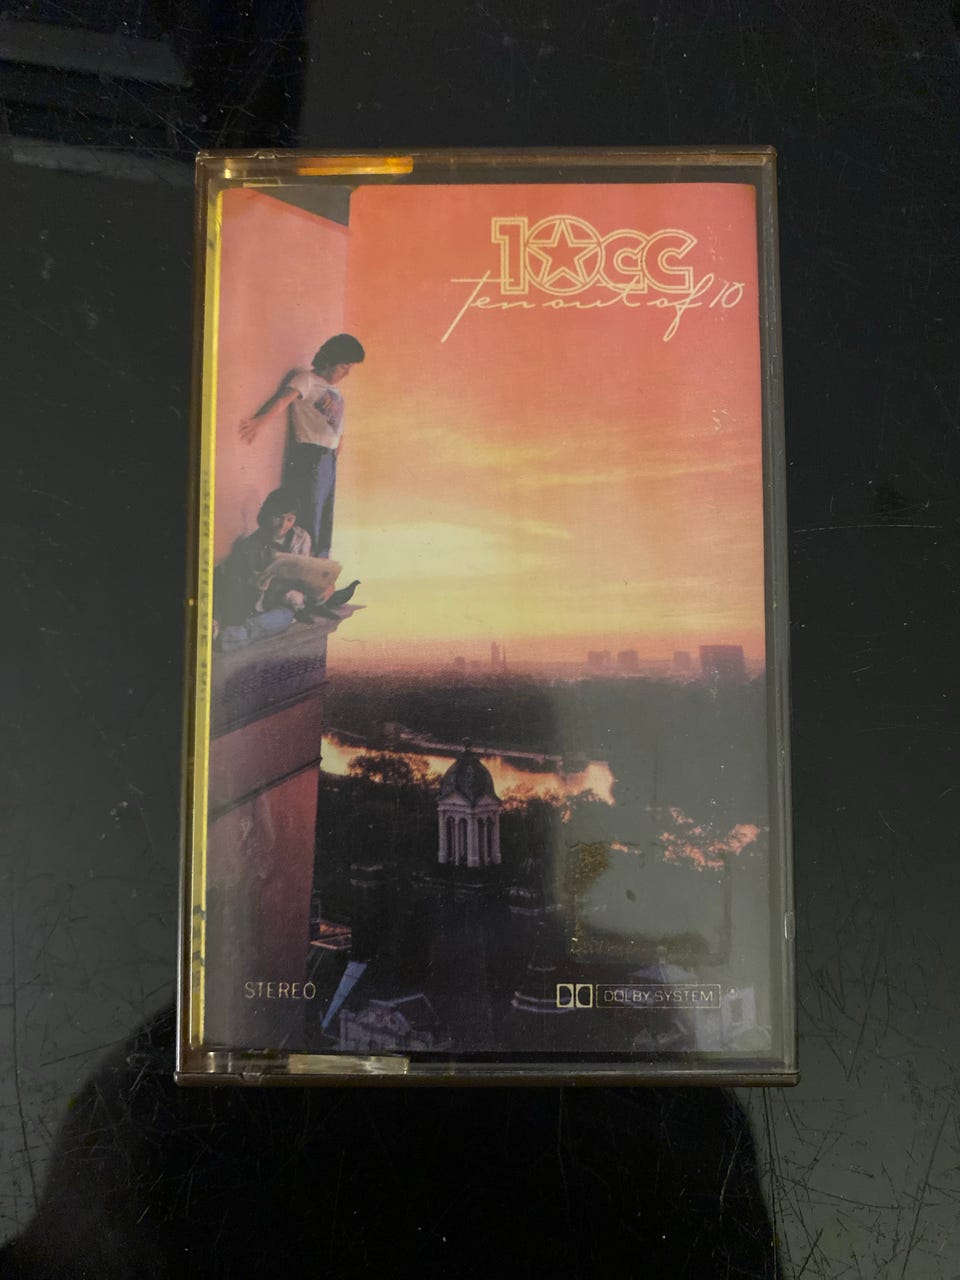 10cc
ten out of 10
STEREO
DOLBY SYSTEM